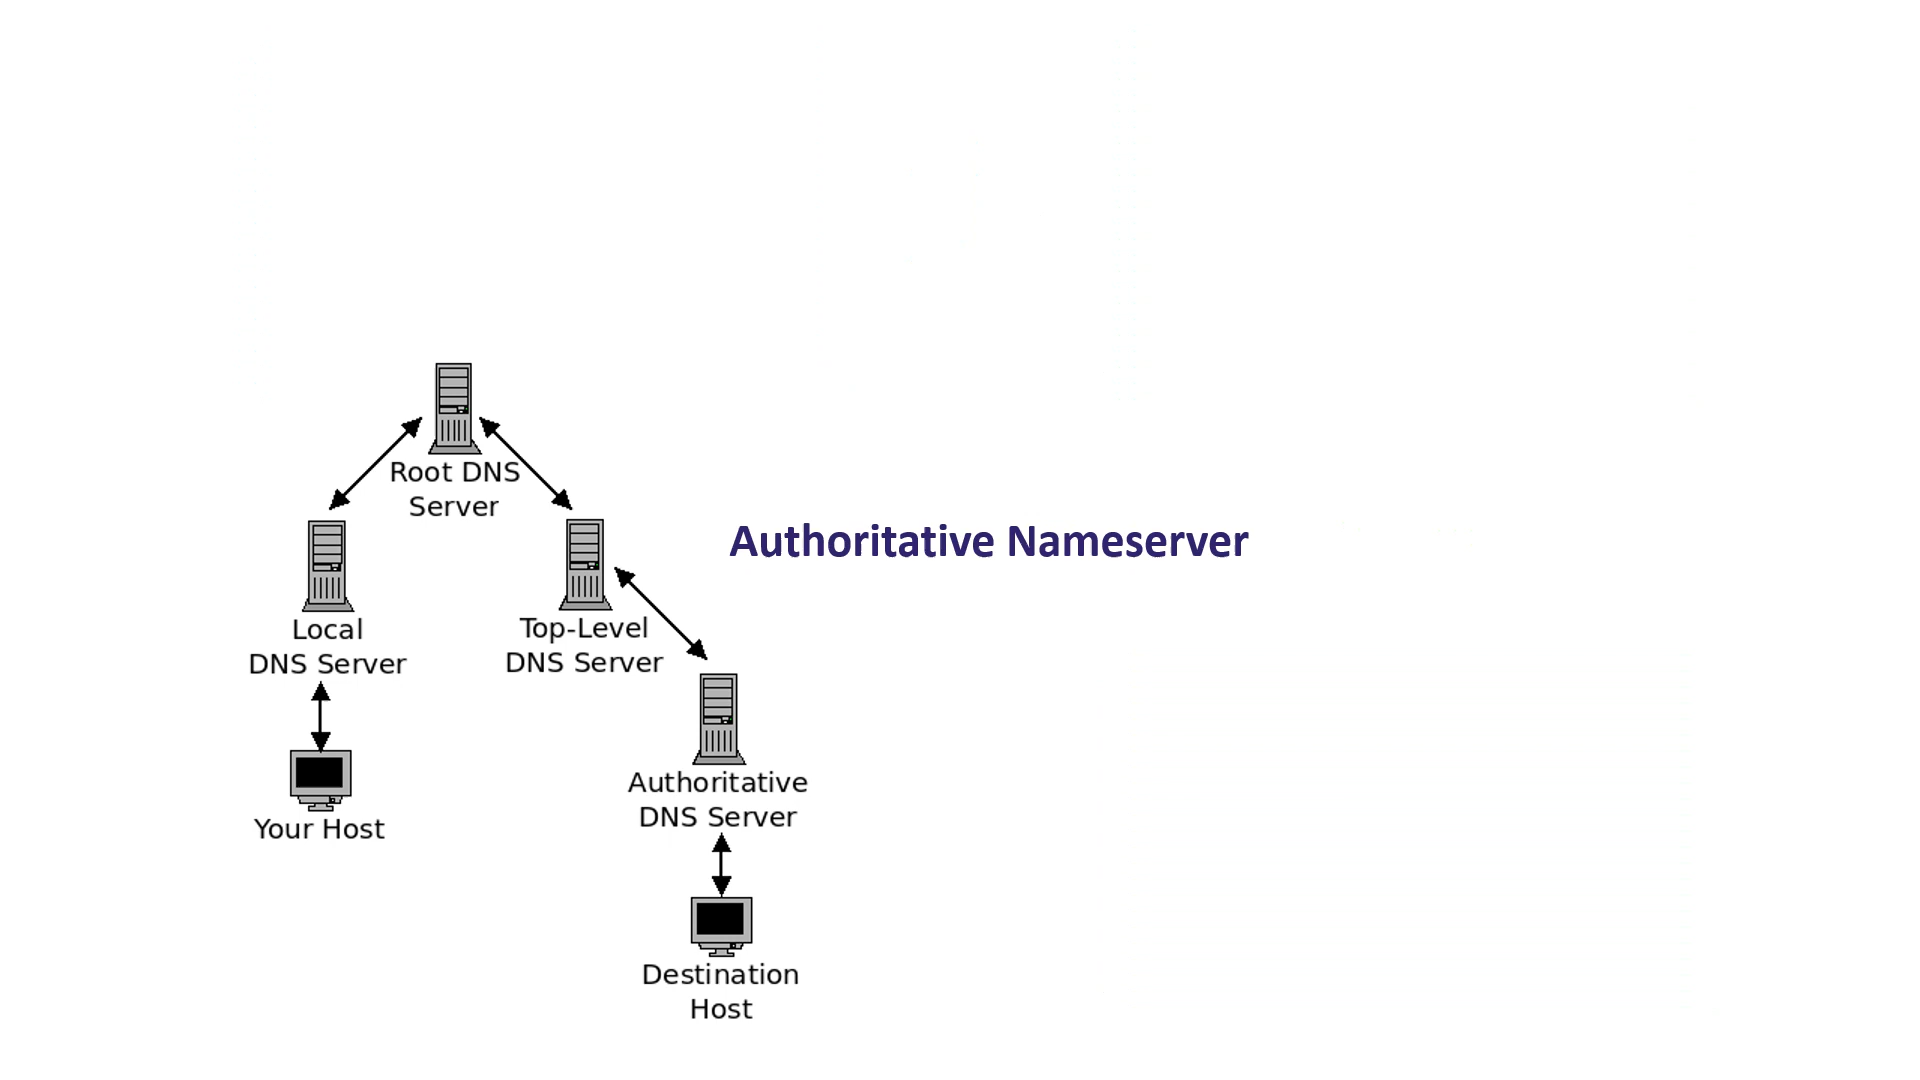 Root DNS
Server
Authoritative Nameserver
Local
DNS Server
Top-Level
DNS Server
Authoritative
DNS Server
Your Host
Destination
Host